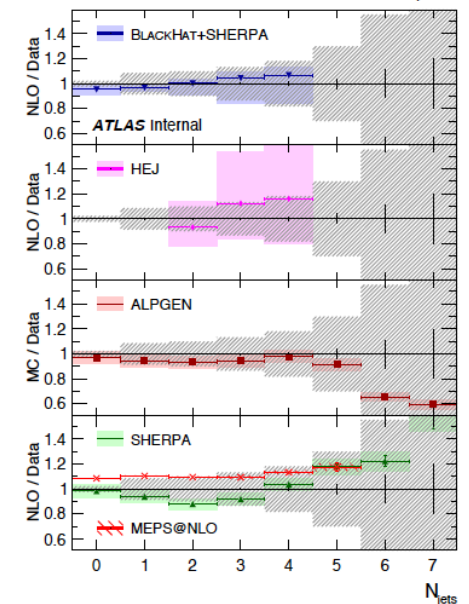 NLO / Data
1.4
1.2
1
0.8
0.6
BLACKHAT+SHERPA
ATLAS Internal
NLO / Data
1.4
1.2
1
0.8
0.6
HEJ
MC / Data
1.4
1.2
1
0.8
0.6
ALPGEN
NLO / Data
1.4
1.2
1
0.8
0.6
SHERPA
MEPS@NLO
0 1 2 3 4 5 6 7
Njets